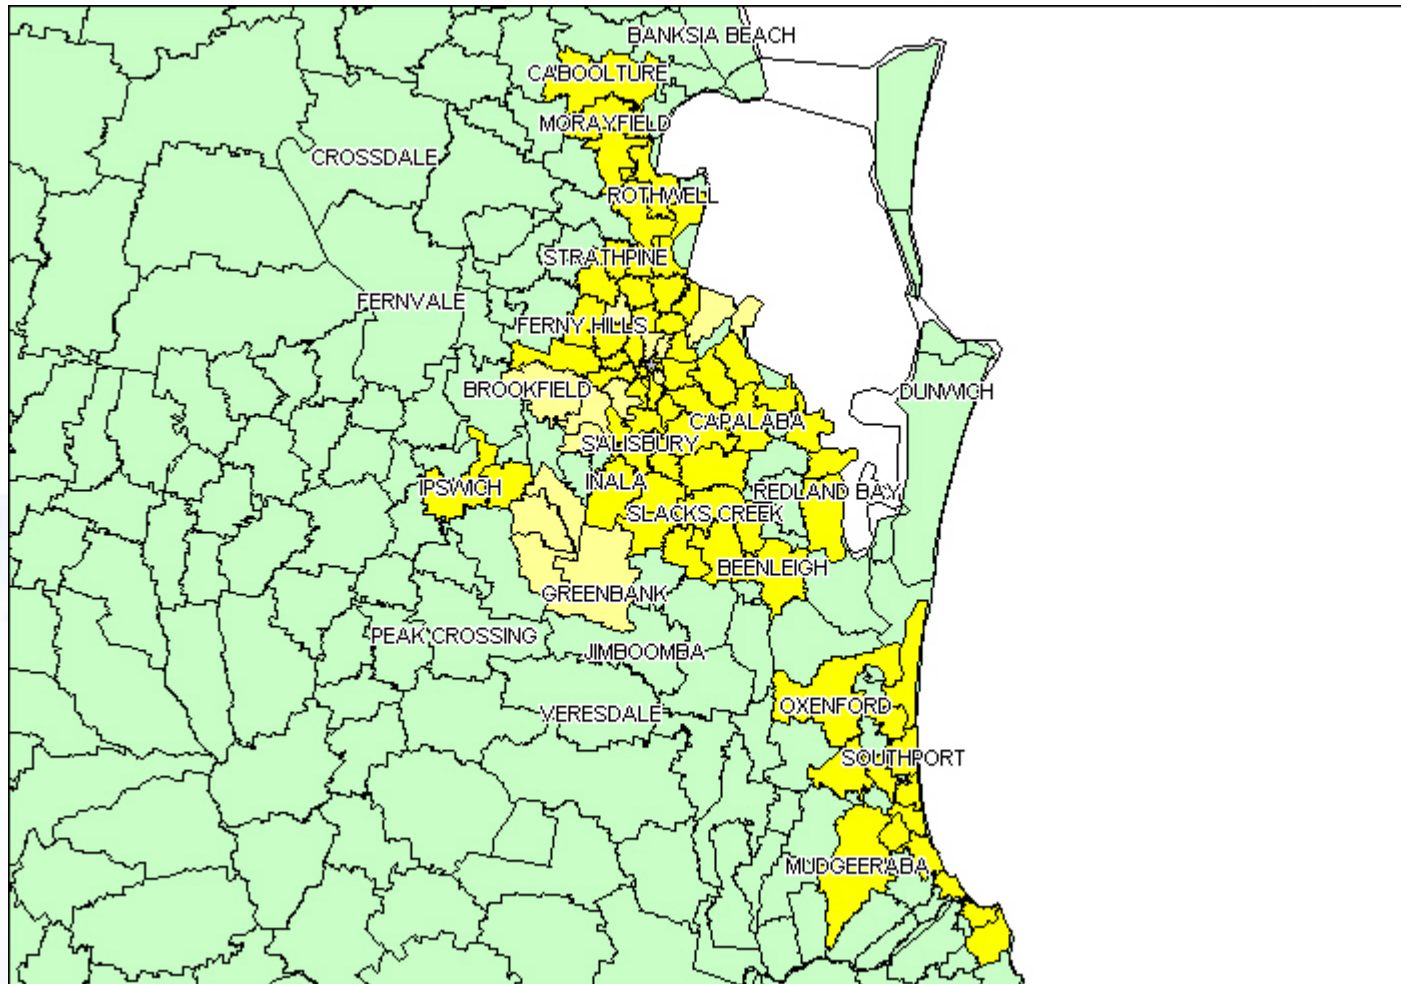 BANKSIA BEACH
CABOOLTURE
MORAYFIELD
CROSSDALE
ROTHWELL
STRATHPINE
FERNVALE
FERNY HILLS
BROOKFIELD
DUNWICH
CAPALABA
SALISBURY
INALA
IPSWICH
REDLAND BAY
SLACKS CREEK
BEENLEIGH
GREENBANK
PEAK CROSSING
JIMBOOMBA
OXENFORD
VERESDALE
SOUTHPORT
MUDGEERABA